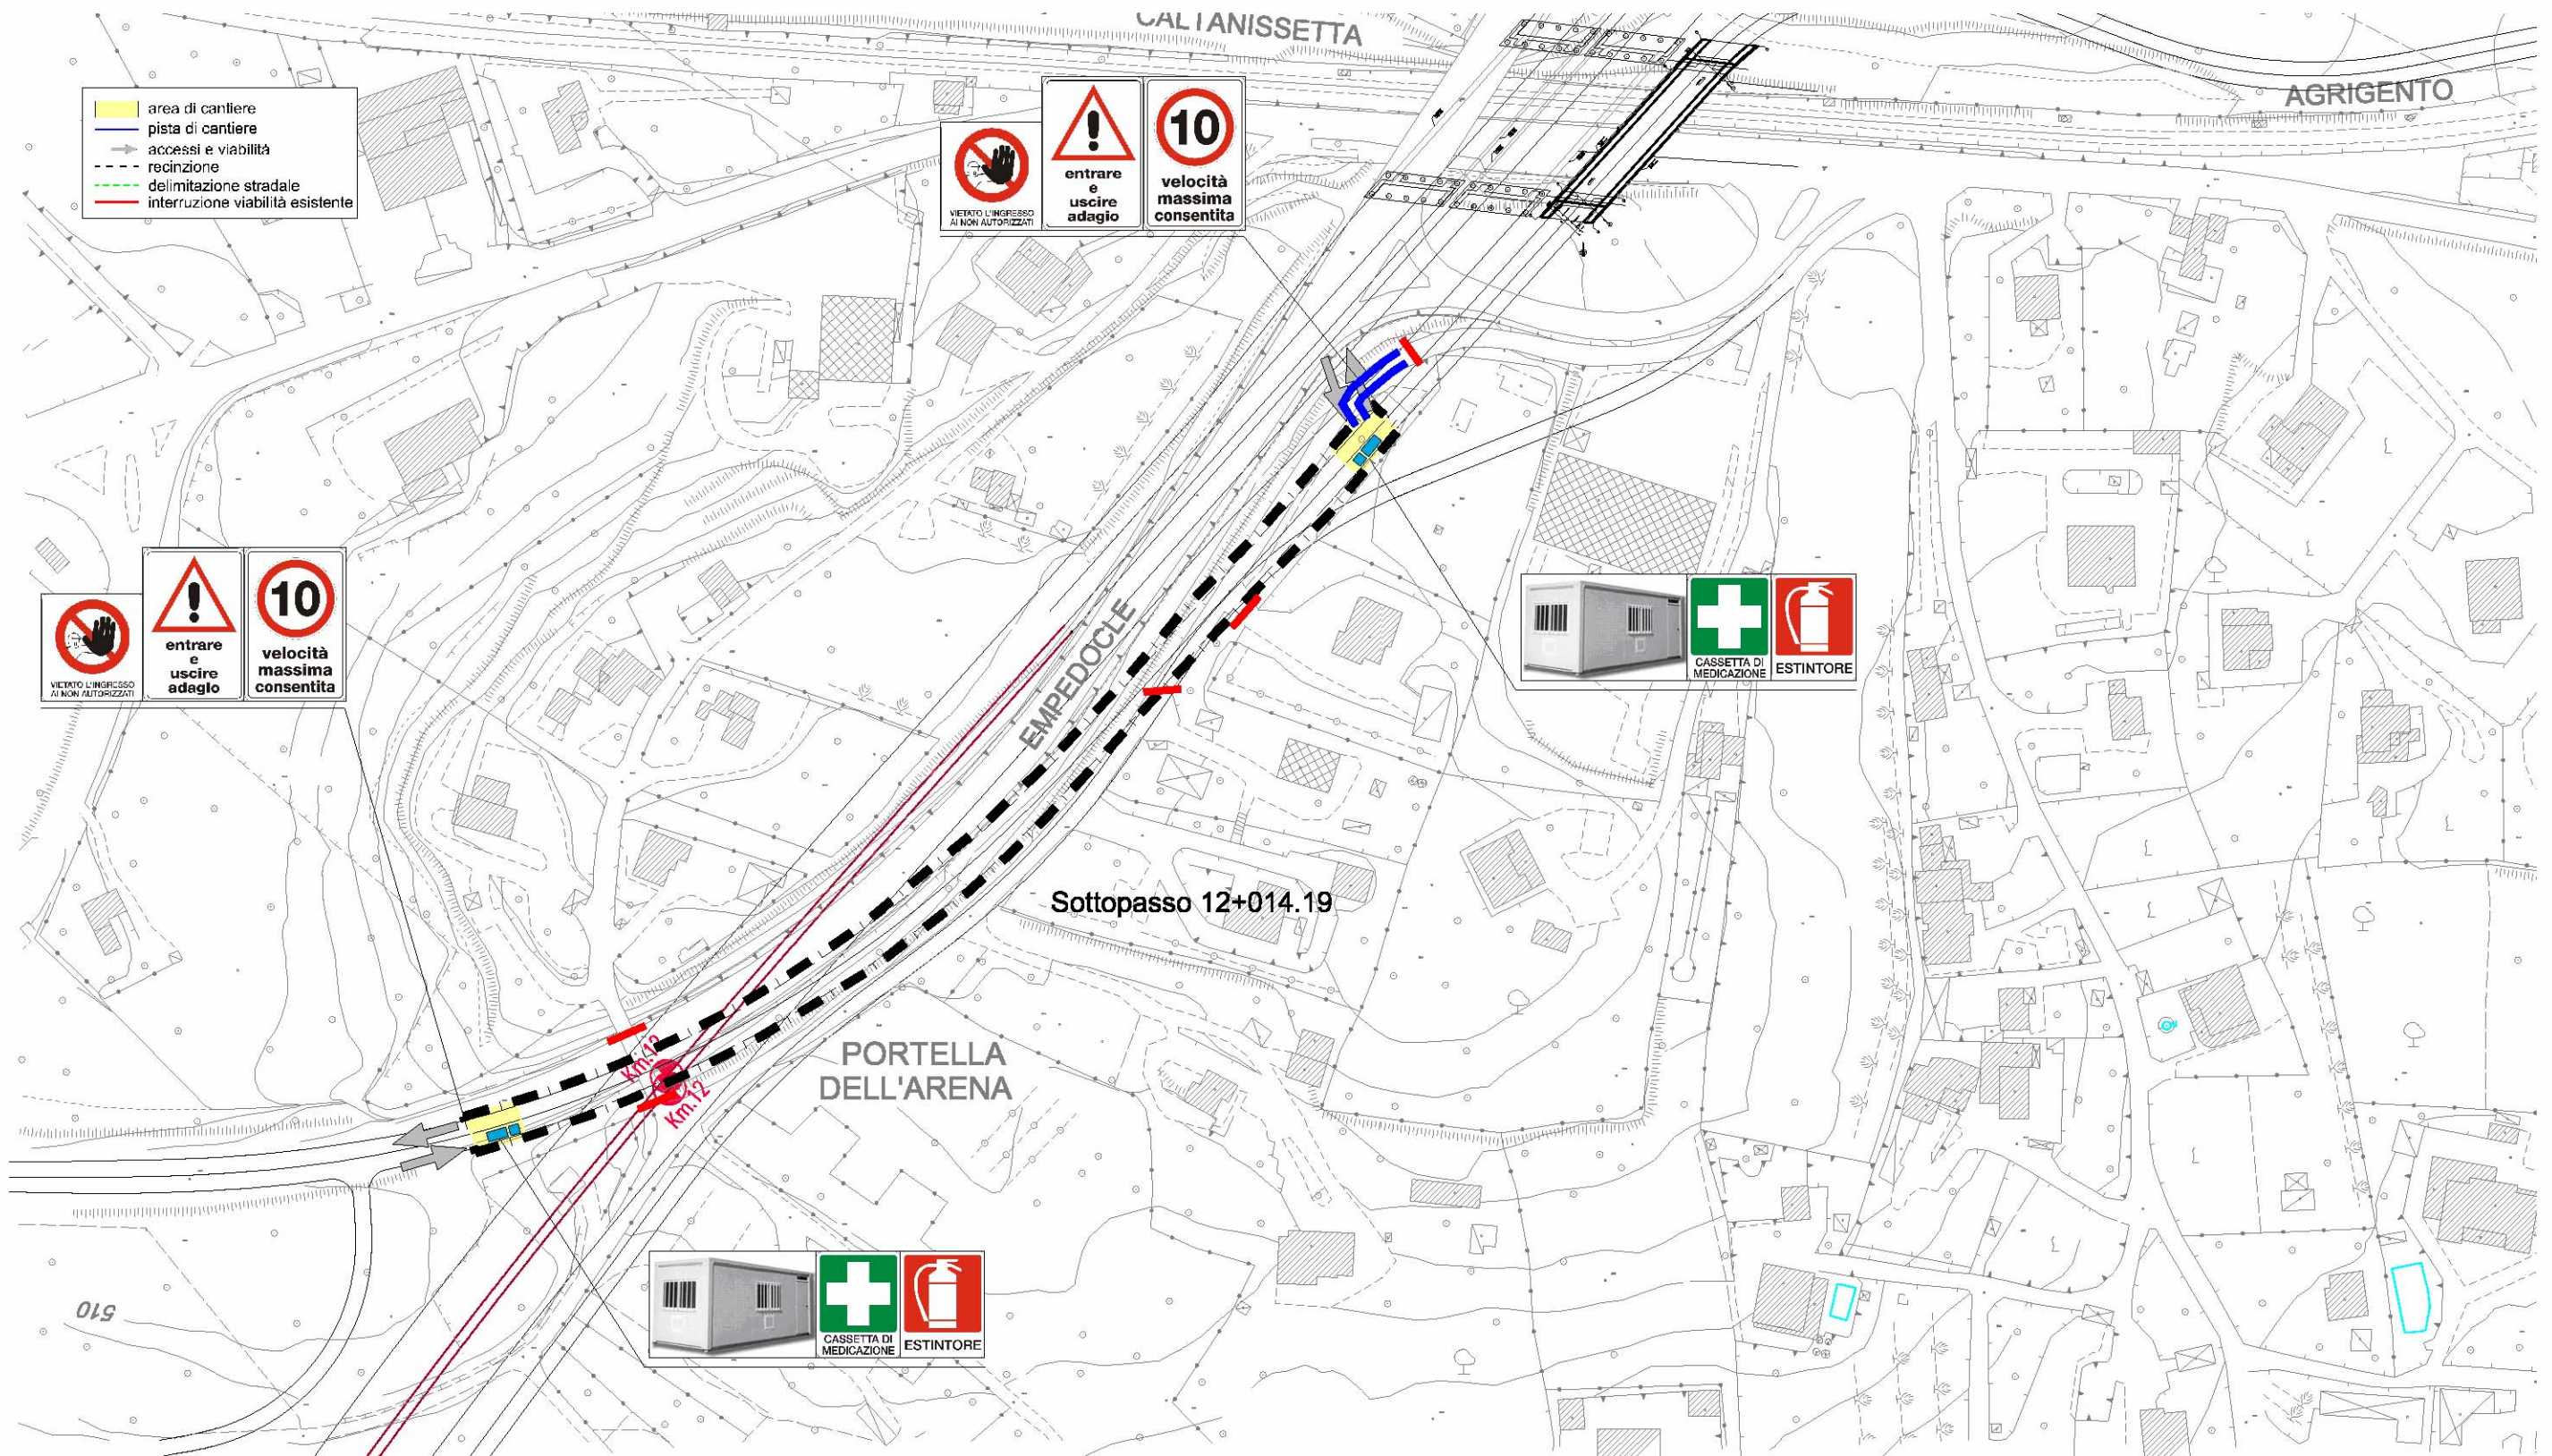 CALTANISSETTA
AGRIGENTO
area di cantiere
pista di cantiere
accessi e viabilità
recinzione
delimitazione stradale
interruzione viabilità esistente
VIETATO L'INGRESSO
AI NON AUTORIZZATI
entrare
e
uscire
adagio
10
velocità
massima
consentita
VIETATO L'INGRESSO
AI NON AUTORIZZATI
entrare
e
uscire
adagio
10
velocità
massima
consentita
CASSETTA DI
MEDICAZIONE
ESTINTORE
EMPEDOCLE
Sottopasso 12+014.19
PORTELLA
DELL'ARENA
Km.12
Km.12
CASSETTA DI
MEDICAZIONE
ESTINTORE
510